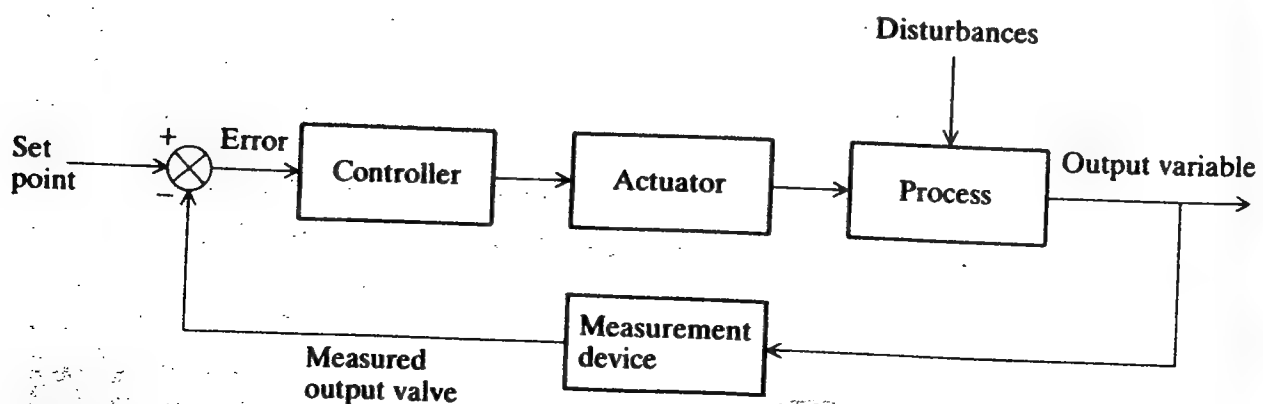 Disturbances
Set
point
+
−
Error
Controller
Actuator
Process
Output variable
Measurement
device
Measured
output valve